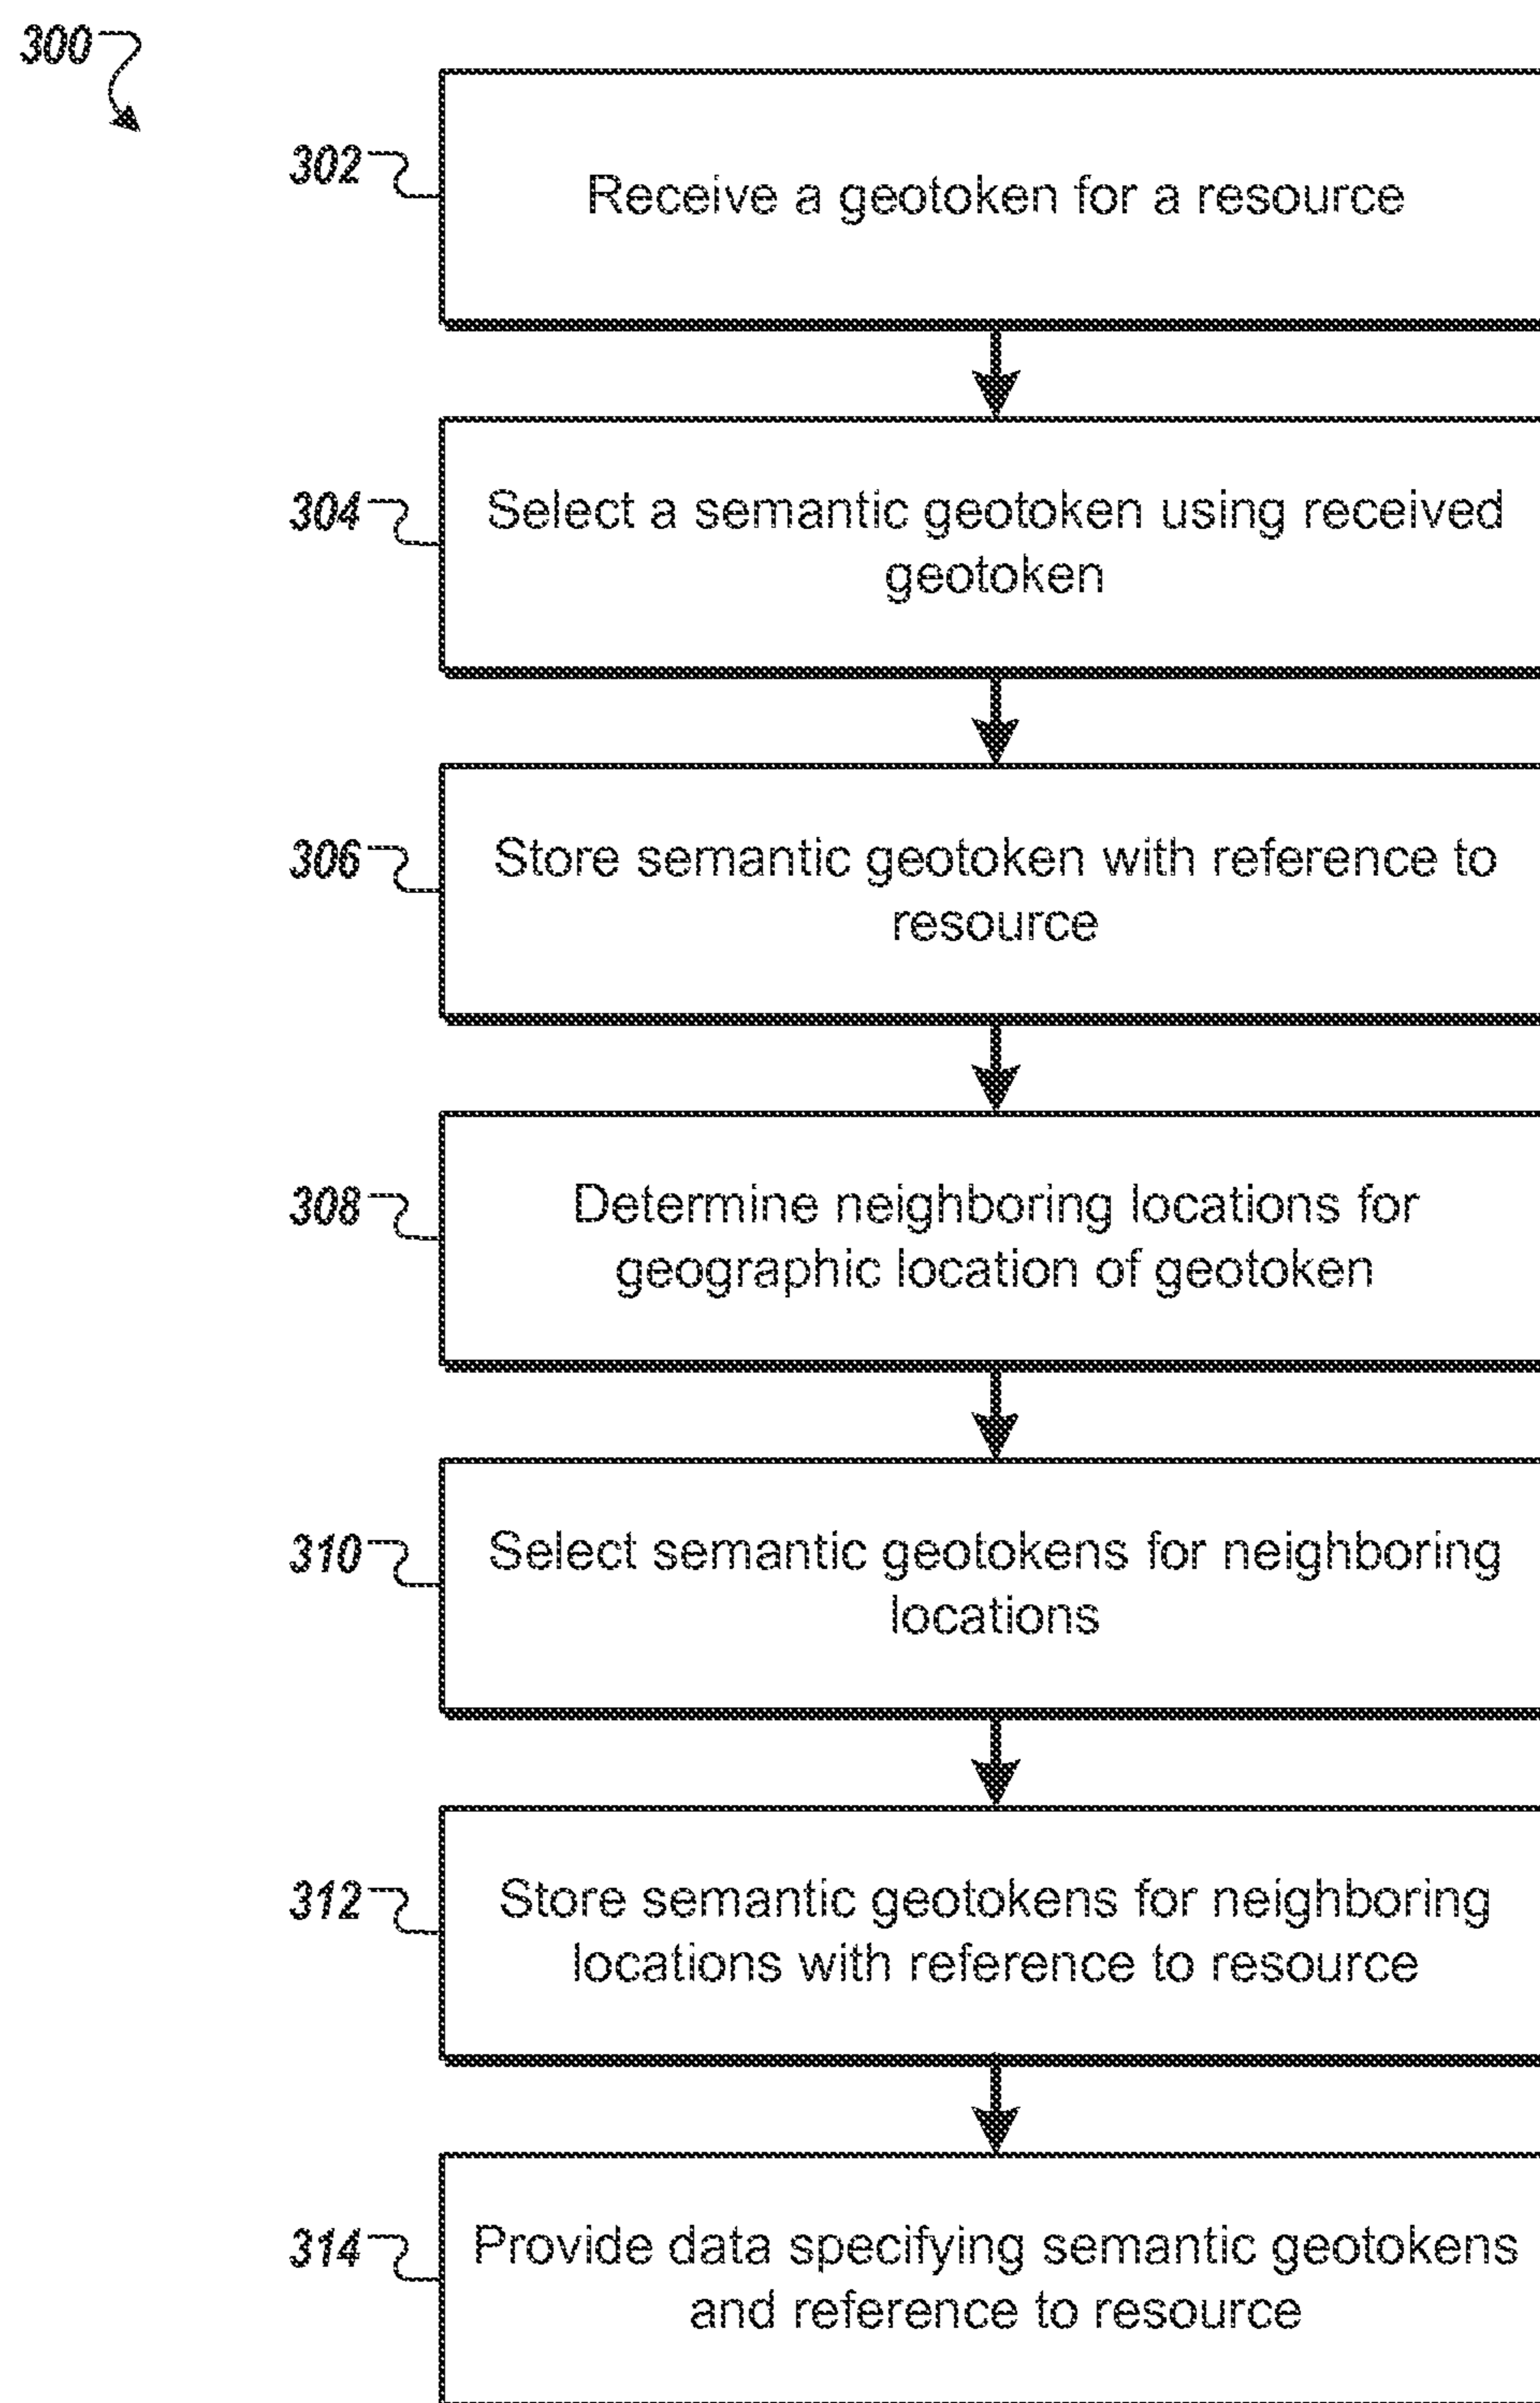 300
302
Receive a geotoken for a resource
304
Select a semantic geotoken using received
geotoken
306
Store semantic geotoken with reference to
resource
308
Determine neighboring locations for
geographic location of geotoken
310
Select semantic geotokens for neighboring
locations
312
Store semantic geotokens for neighboring
locations with reference to resource
314
Provide data specifying semantic geotokens
and reference to resource